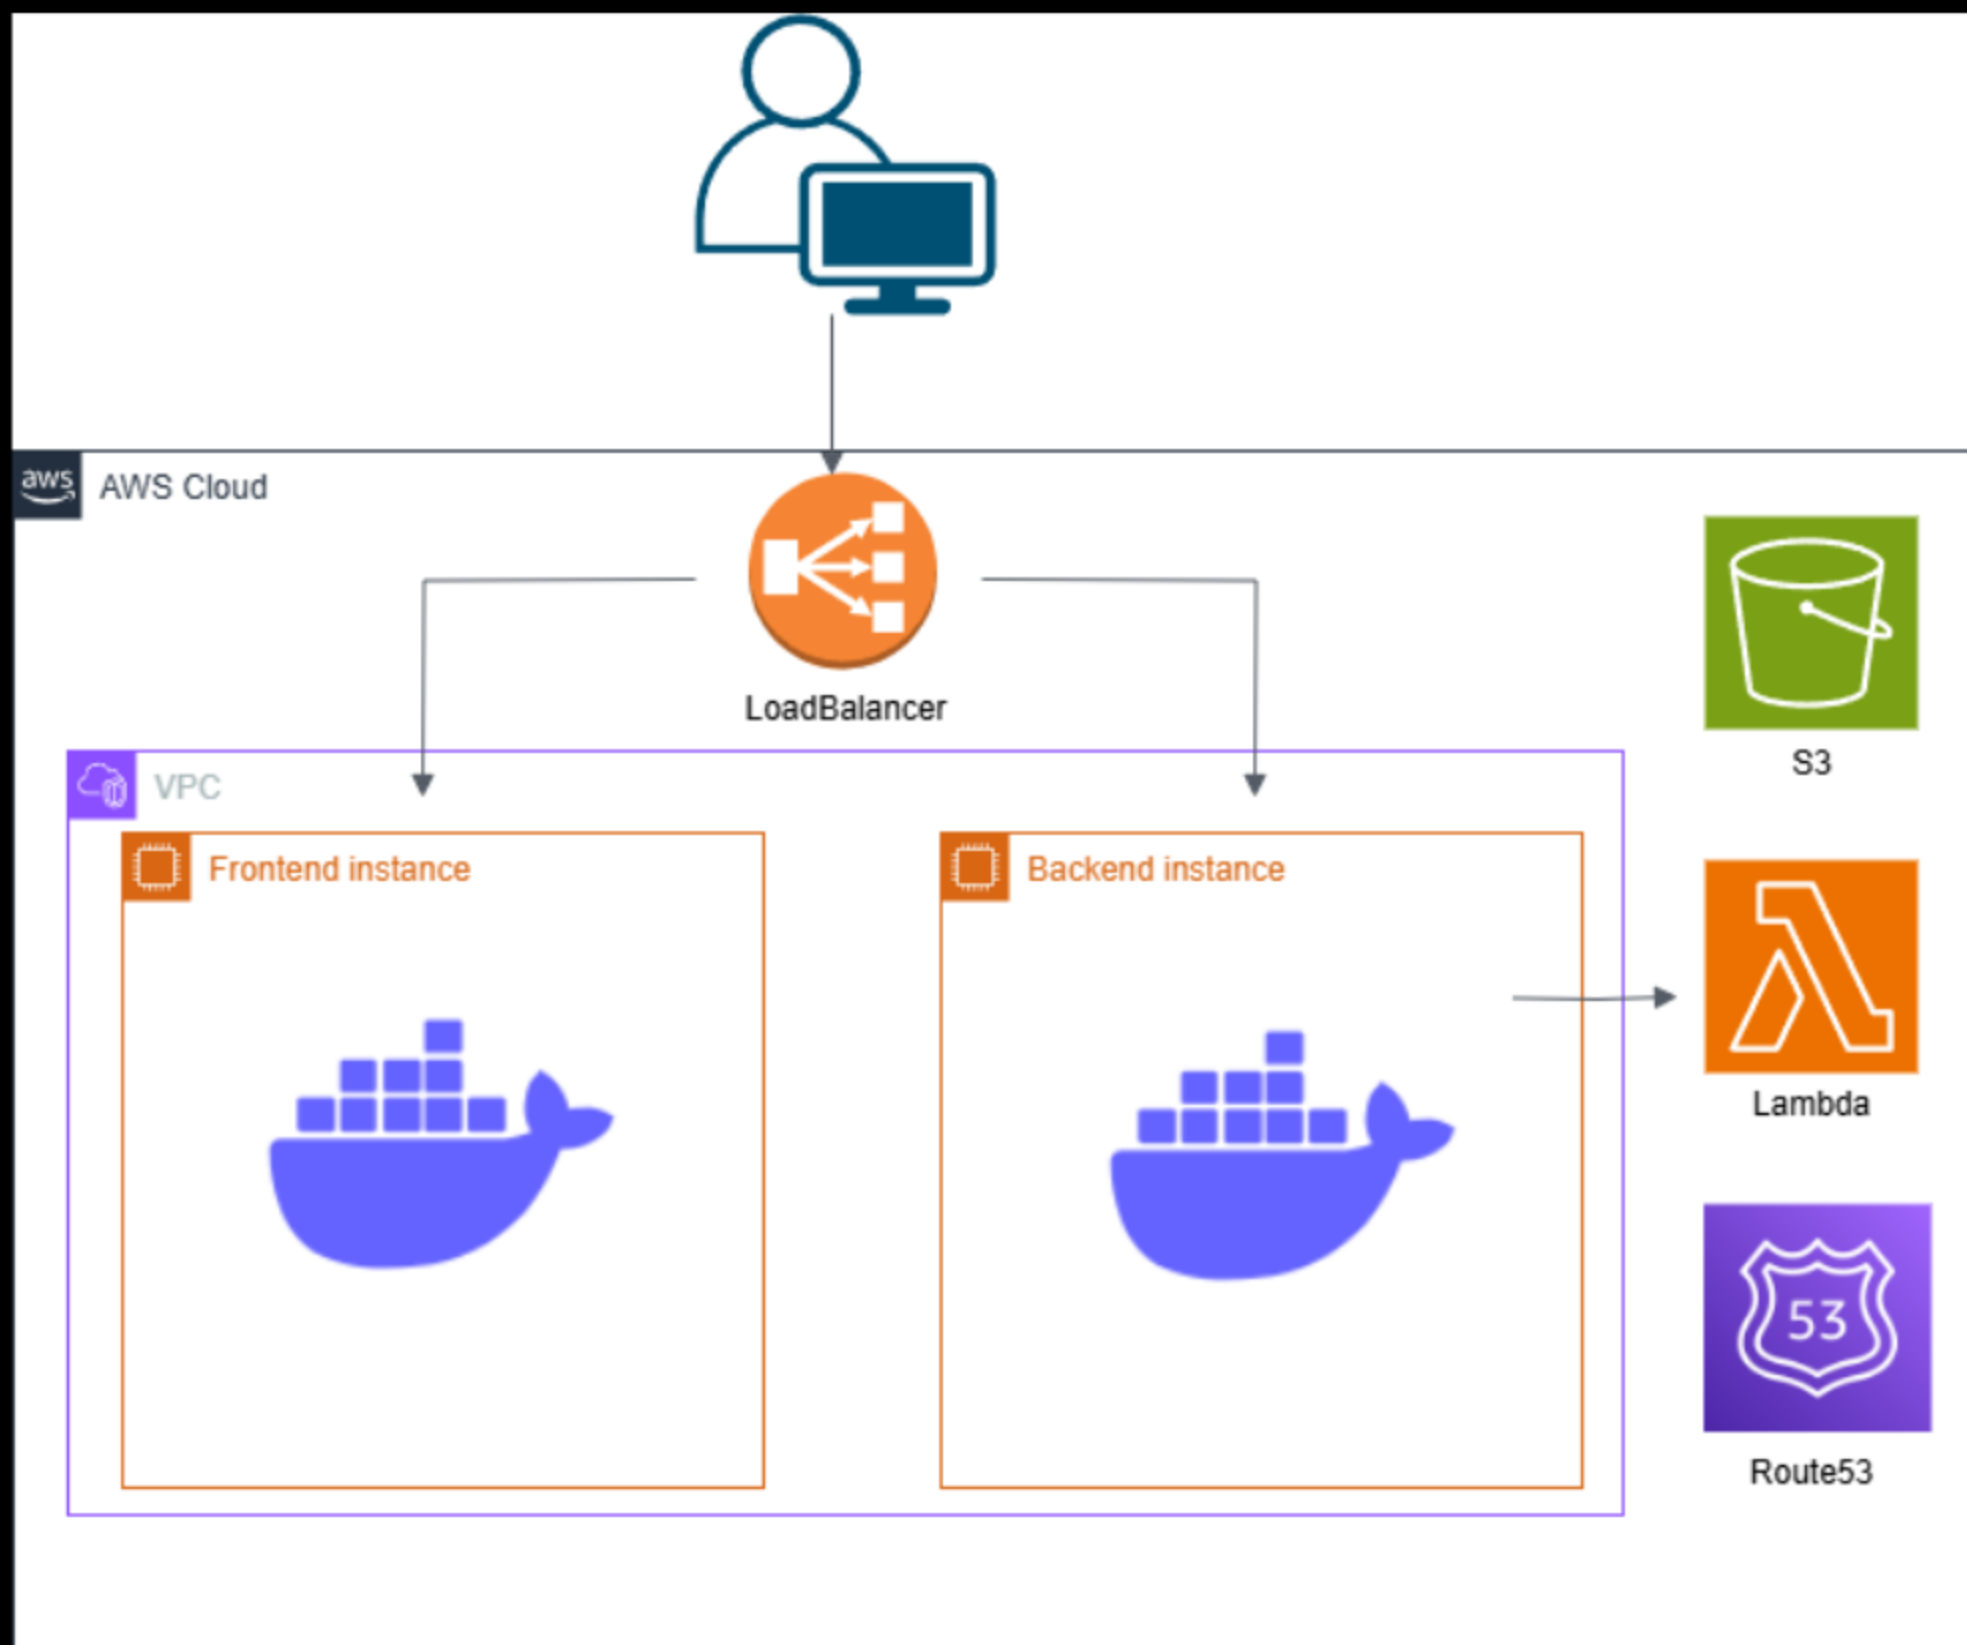 aws
AWS Cloud
LoadBalancer
S3
VPC
Frontend instance
Backend instance
Lambda
53
Route53